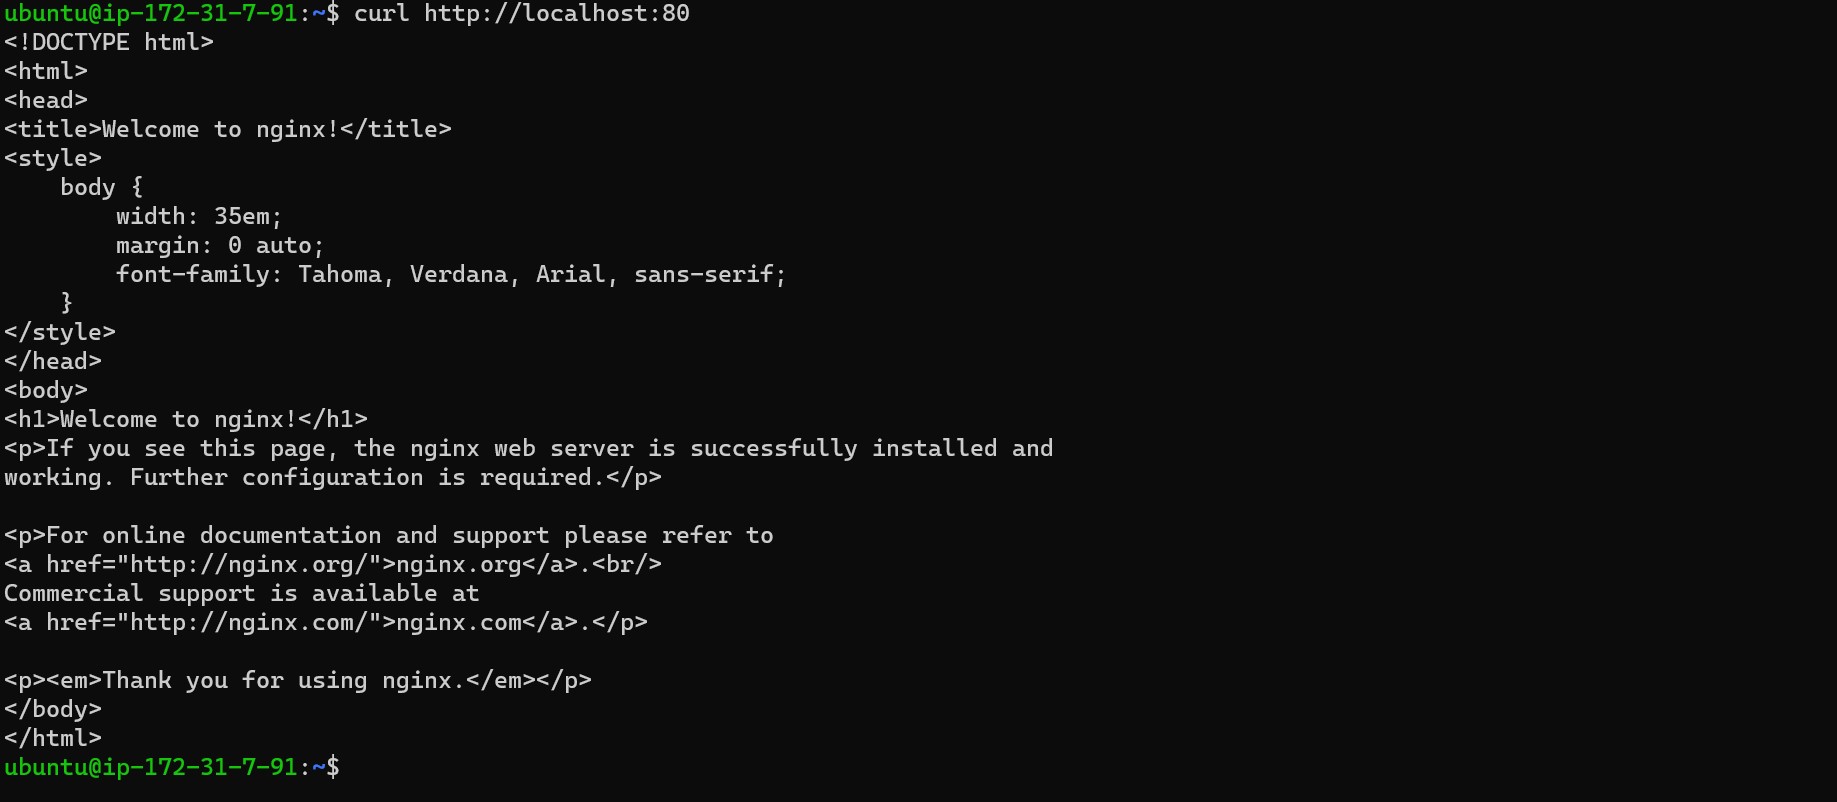 ubuntu@ip-172-31-7-91:~$ curl http://localhost:80
<!DOCTYPE html>
<html>
<head>
<title>Welcome to nginx!</title>
<style>
    body {
        width: 35em;
        margin: 0 auto;
        font-family: Tahoma, Verdana, Arial, sans-serif;
    }
</style>
</head>
<body>
<h1>Welcome to nginx!</h1>
<p>If you see this page, the nginx web server is successfully installed and
working. Further configuration is required.</p>

<p>For online documentation and support please refer to
<a href="http://nginx.org/">nginx.org</a>.<br/>
Commercial support is available at
<a href="http://nginx.com/">nginx.com</a>.</p>

<p><em>Thank you for using nginx.</em></p>
</body>
</html>
ubuntu@ip-172-31-7-91:~$